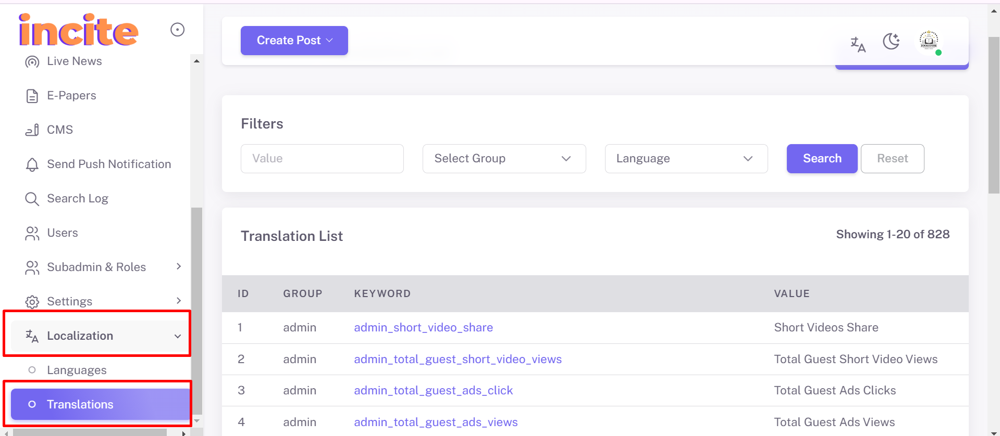 incite
Live News
E-Papers
CMS
Send Push Notification
Search Log
Users
Subadmin & Roles
Settings
Localization
Languages
Translations
Create Post
BOOKSTORE
Filters
Value
Select Group
Language
Search
Reset
Translation List
Showing 1-20 of 828
ID GROUP KEYWORD VALUE
1 admin admin_short_video_share Short Videos Share
2 admin admin_total_guest_short_video_views Total Guest Short Video Views
3 admin admin_total_guest_ads_click Total Guest Ads Clicks
4 admin admin_total_guest_ads_views Total Guest Ads Views